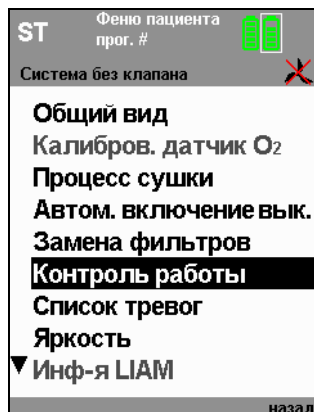 ST
Феню пациента
прог. #
Система без клапана
Общий вид
Калибров. датчик O₂
Процесс сушки
Автом. включение вык.
Замена фильтров
Контроль работы
Список тревог
Яркость
Инф-я LIAM
назад